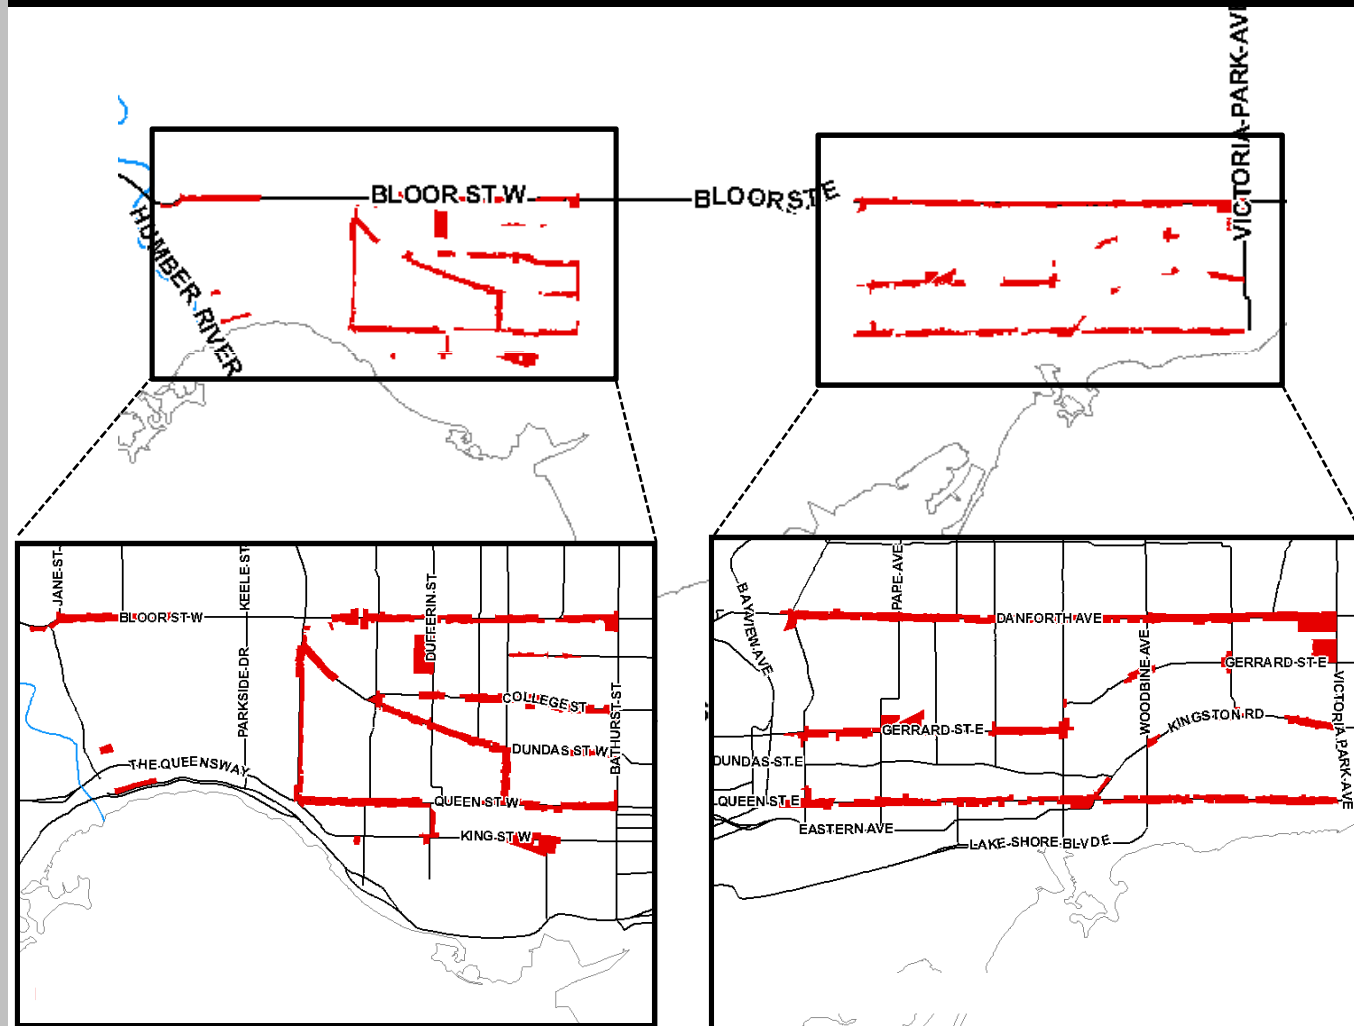 VICTORIA-PARK-AVE
BLOOR ST W
BLOOR ST E
HUMBER RIVER
JANE ST
KEELE ST
DUFFERIN ST
BLOOR ST W
PARKSIDE DR
COLLEGE ST
BATHURST ST
DUNDAS ST W
THE QUEENSWAY
QUEEN ST W
KING ST W
BAYVIEW AVE
PAPE AVE
DANFORTH AVE
WOODBINE AVE
GERRARD ST E
VICTORIA PARK AVE
KINGSTON RD
GERRARD ST E
DUNDAS ST E
QUEEN ST E
EASTERN AVE
LAKE SHORE BLVD E